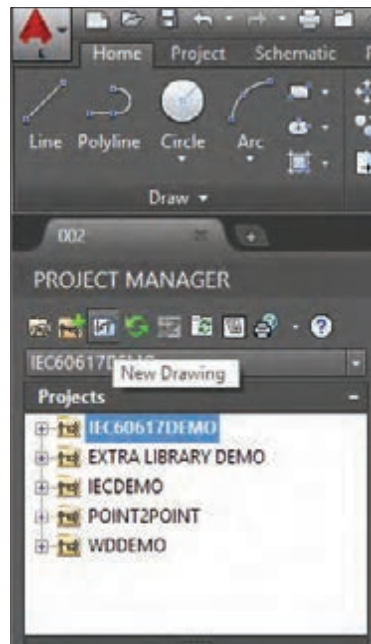 Home Project Schematic
Line Polyline Circle Arc
Draw
002
PROJECT MANAGER
New Drawing
Projects
IEC60617DEMO
EXTRA LIBRARY DEMO
IECDEMO
POINT2POINT
WDDEMO